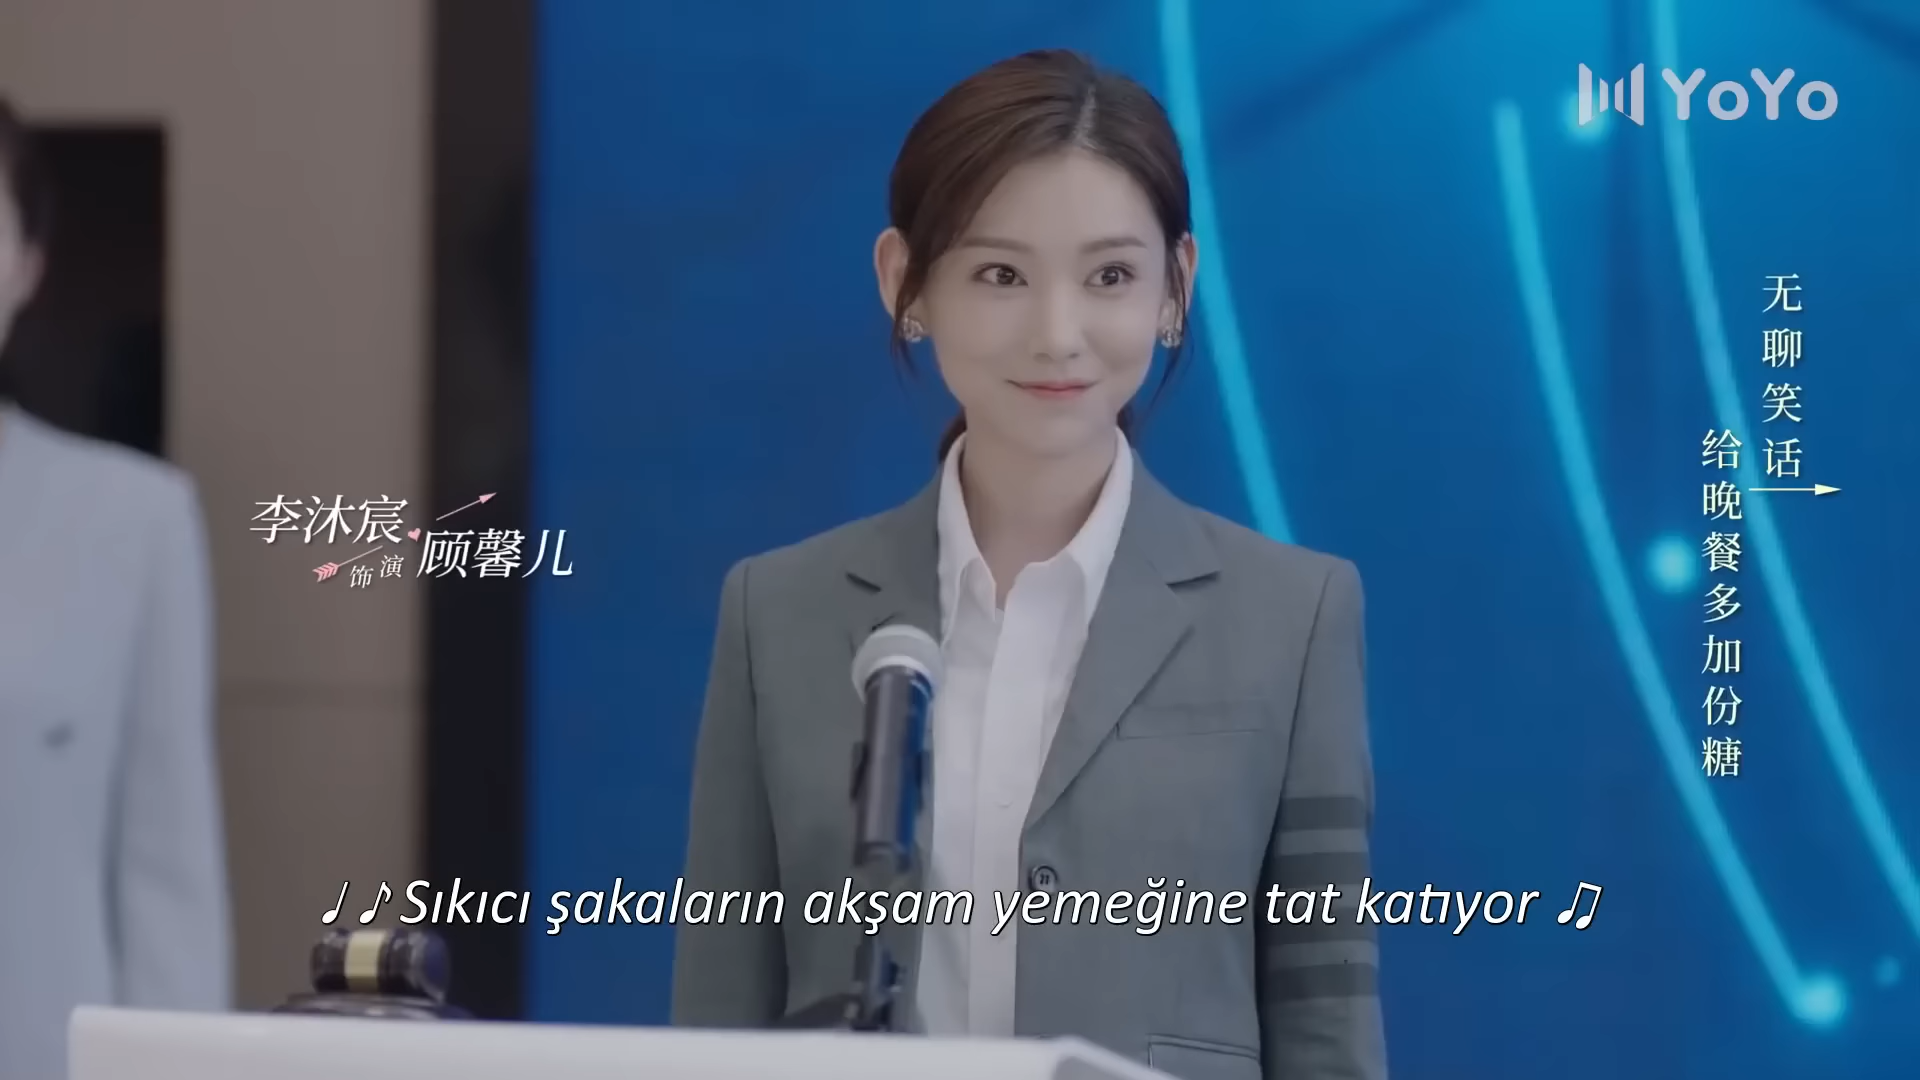 YoYo
无聊笑话
给晚餐多加份糖
李沐宸
饰演
顾馨儿
♩ ♪ Sıkıcı şakaların akşam yemeğine tat katıyor ♫